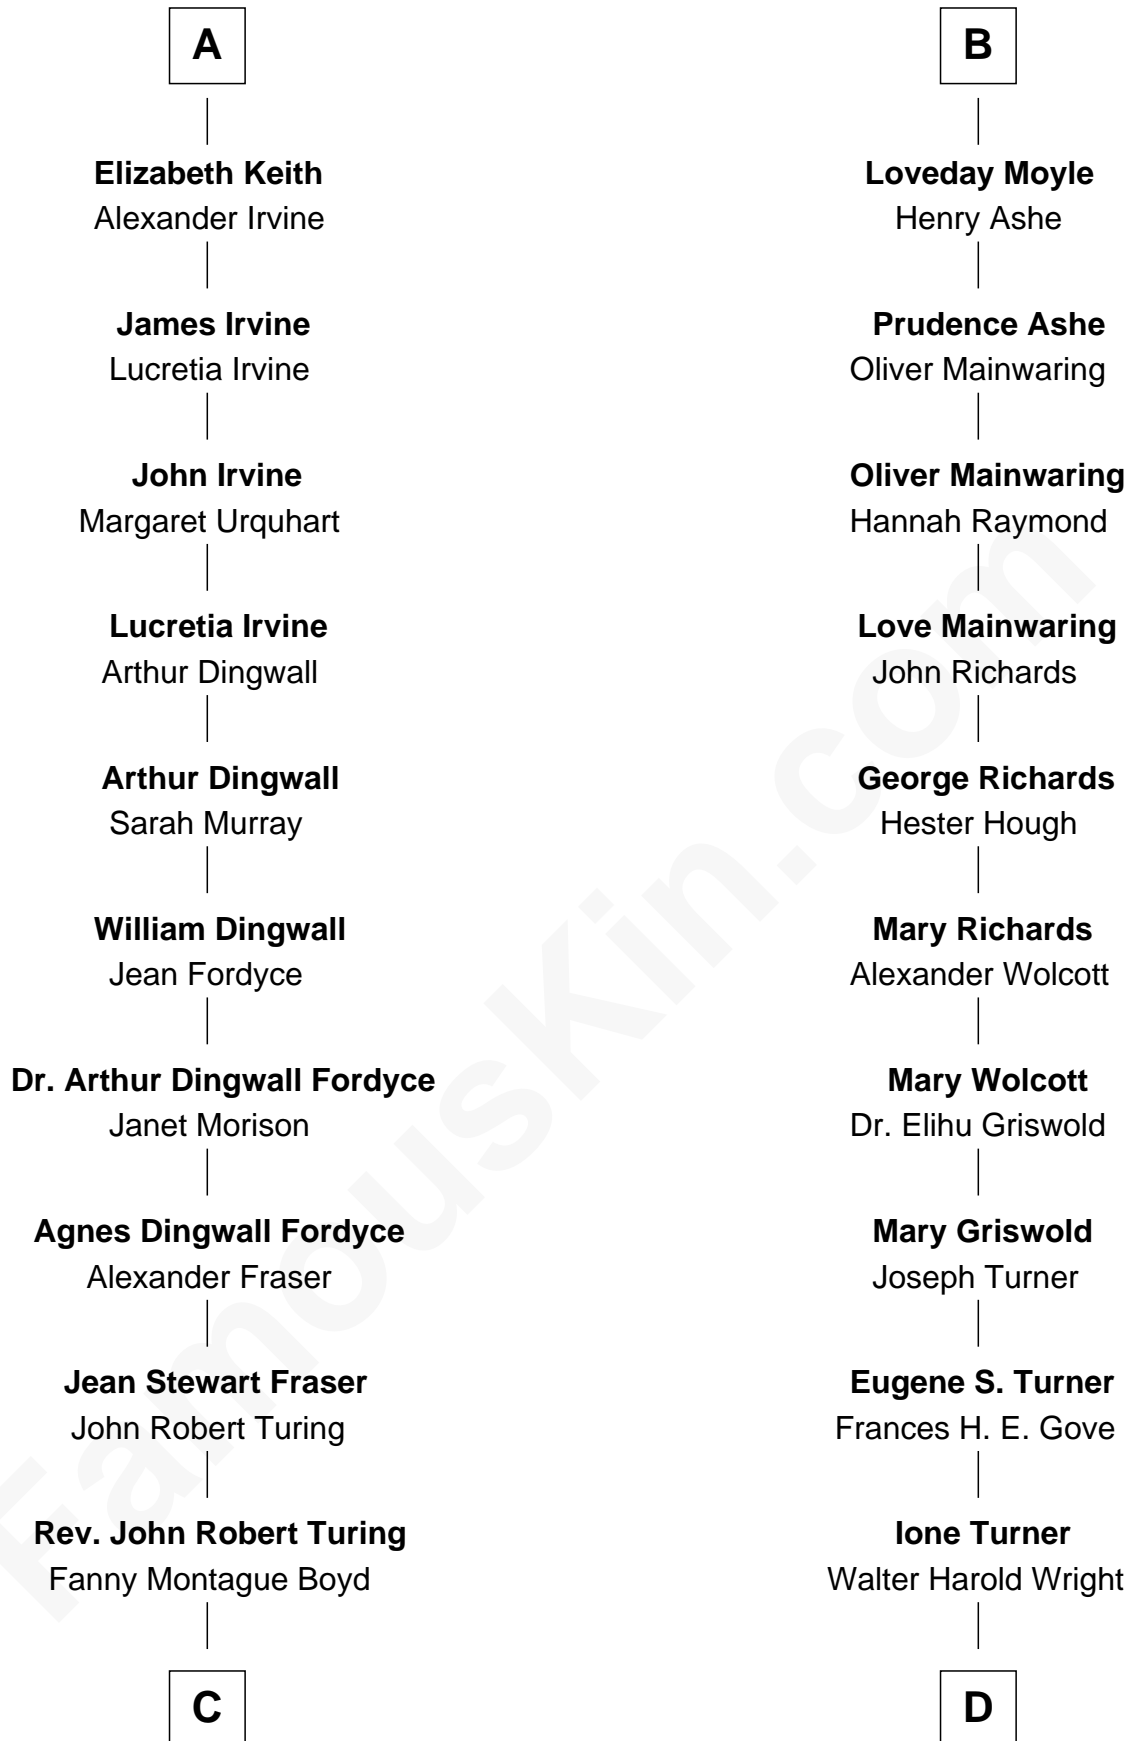 A
Elizabeth Keith
Alexander Irvine
James Irvine
Lucretia Irvine
John Irvine
Margaret Urquhart
Lucretia Irvine
Arthur Dingwall
Arthur Dingwall
Sarah Murray
William Dingwall
Jean Fordyce
Dr. Arthur Dingwall Fordyce
Janet Morison
Agnes Dingwall Fordyce
Alexander Fraser
Jean Stewart Fraser
John Robert Turing
Rev. John Robert Turing
Fanny Montague Boyd
C
B
Loveday Moyle
Henry Ashe
Prudence Ashe
Oliver Mainwaring
Oliver Mainwaring
Hannah Raymond
Love Mainwaring
John Richards
George Richards
Hester Hough
Mary Richards
Alexander Wolcott
Mary Wolcott
Dr. Elihu Griswold
Mary Griswold
Joseph Turner
Eugene S. Turner
Frances H. E. Gove
Ione Turner
Walter Harold Wright
D
FamousKin.com